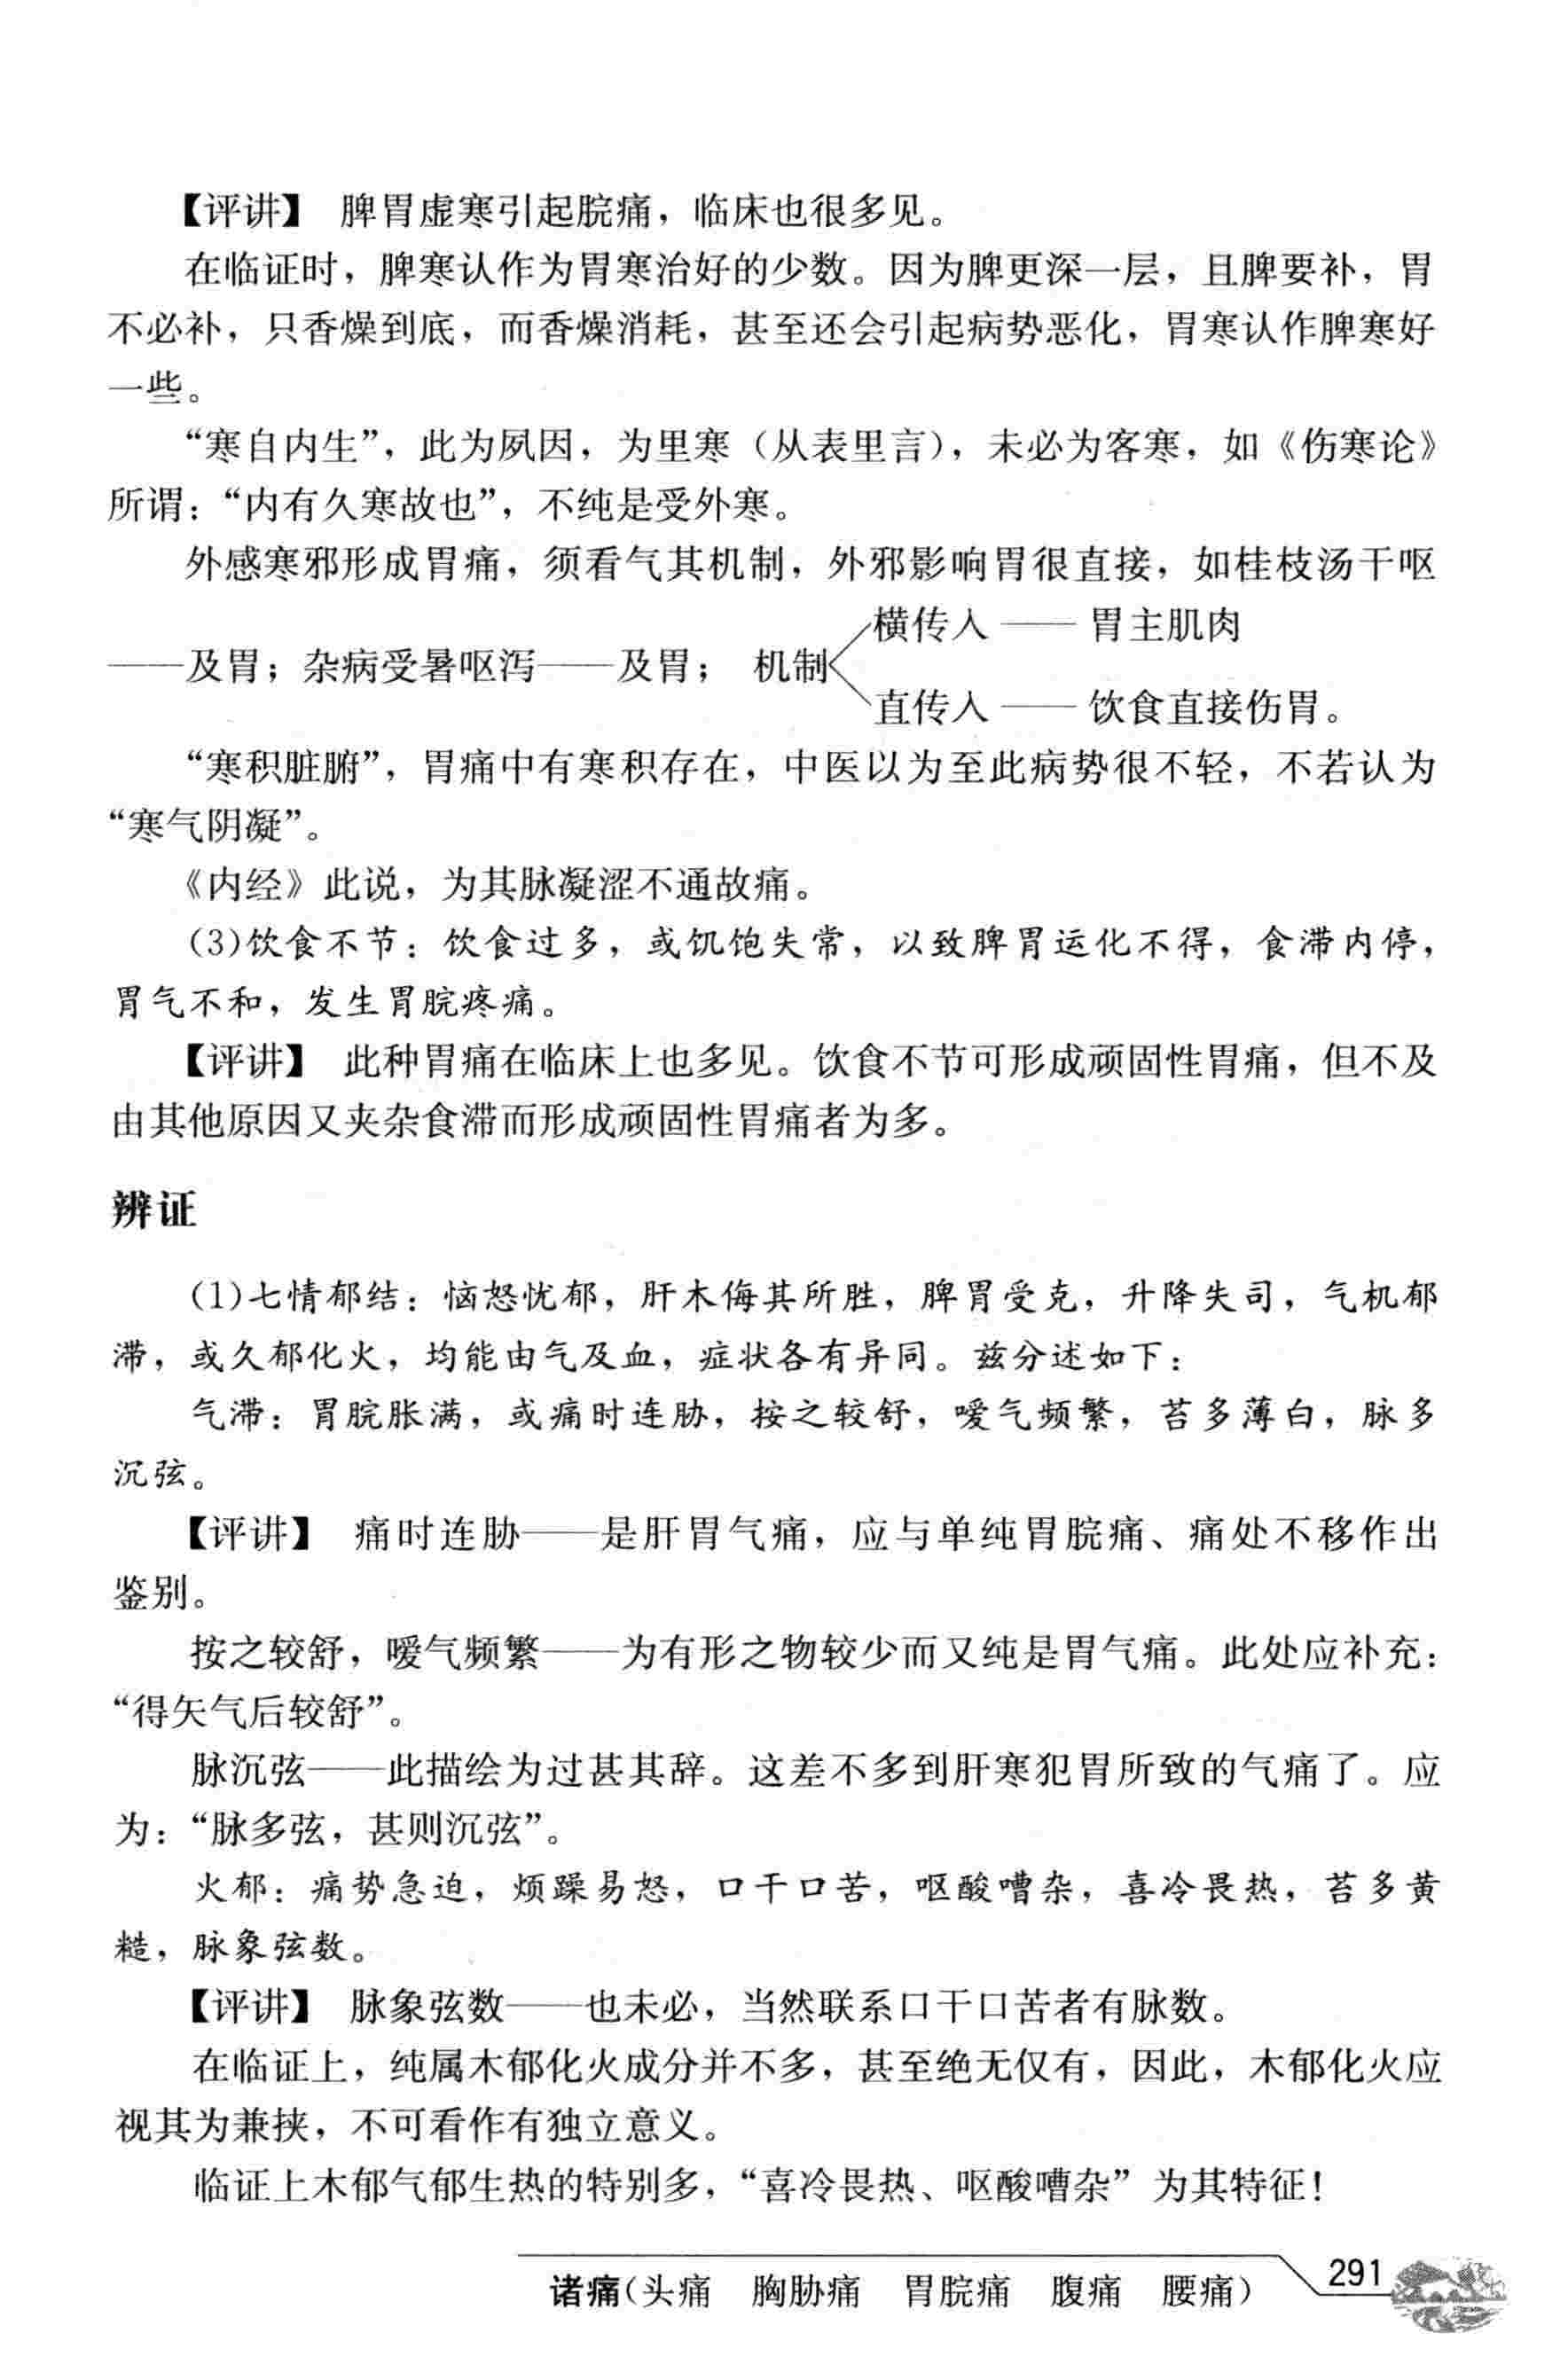 【评讲】 脾胃虚寒引起脘痛，临床也很多见。
在临证时，脾寒认作为胃寒治好的少数。因为脾更深一层，且脾要补，胃
不必补，只香燥到底，而香燥消耗，甚至还会引起病势恶化，胃寒认作脾寒好
一些。
“寒自内生”，此为夙因，为里寒（从表里言），未必为客寒，如《伤寒论》
所谓：“内有久寒故也”，不纯是受外寒。
外感寒邪形成胃痛，须看气其机制，外邪影响胃很直接，如桂枝汤干呕
横传入 —— 胃主肌肉
——及胃；杂病受暑呕泻——及胃； 机制
直传入 —— 饮食直接伤胃。
“寒积脏腑”，胃痛中有寒积存在，中医以为至此病势很不轻，不若认为
“寒气阴凝”。
《内经》此说，为其脉凝涩不通故痛。
(3)饮食不节：饮食过多，或饥饱失常，以致脾胃运化不得，食滞内停，
胃气不和，发生胃脘疼痛。
【评讲】 此种胃痛在临床上也多见。饮食不节可形成顽固性胃痛，但不及
由其他原因又夹杂食滞而形成顽固性胃痛者为多。
辨证
(1)七情郁结：恼怒忧郁，肝木侮其所胜，脾胃受克，升降失司，气机郁
滞，或久郁化火，均能由气及血，症状各有异同。兹分述如下：
气滞：胃脘胀满，或痛时连胁，按之较舒，嗳气频繁，苔多薄白，脉多
沉弦。
【评讲】 痛时连胁——是肝胃气痛，应与单纯胃脘痛、痛处不移作出
鉴别。
按之较舒，嗳气频繁——为有形之物较少而又纯是胃气痛。此处应补充：
“得矢气后较舒”。
脉沉弦——此描绘为过甚其辞。这差不多到肝寒犯胃所致的气痛了。应
为：“脉多弦，甚则沉弦”。
火郁：痛势急迫，烦躁易怒，口干口苦，呕酸嘈杂，喜冷畏热，苔多黄
糙，脉象弦数。
【评讲】 脉象弦数——也未必，当然联系口干口苦者有脉数。
在临证上，纯属木郁化火成分并不多，甚至绝无仅有，因此，木郁化火应
视其为兼挟，不可看作有独立意义。
临证上木郁气郁生热的特别多，“喜冷畏热、呕酸嘈杂”为其特征！
诸痛（头痛 胸胁痛 胃脘痛 腹痛 腰痛） 291